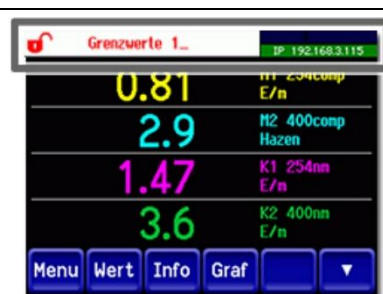 Grenzwerte 1_
IP 192.168.3.115
0.81 M1 254comp
E/m
2.9 M2 400comp
Hazen
1.47 K1 254nm
E/m
3.6 K2 400nm
E/m
Menu Wert Info Graf ▼